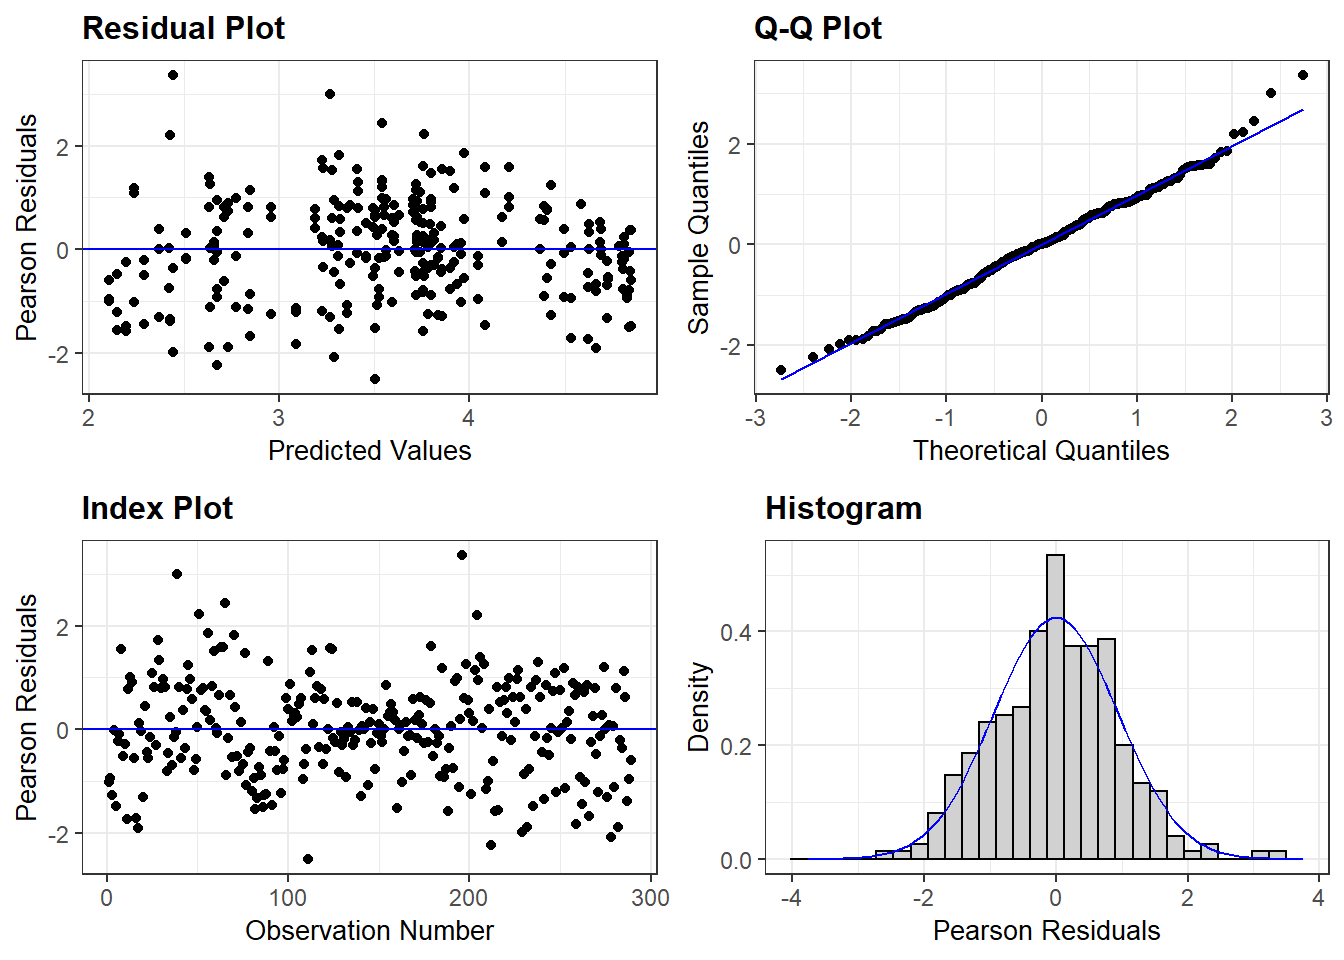 Residual Plot
Pearson Residuals
2
0
-2
2
3
4
Predicted Values
Q-Q Plot
Sample Quantiles
2
0
-2
-3
-2
-1
0
1
2
3
Theoretical Quantiles
Index Plot
Pearson Residuals
2
0
-2
0
100
200
300
Observation Number
Histogram
Density
0.4
0.2
0.0
-4
-2
0
2
4
Pearson Residuals